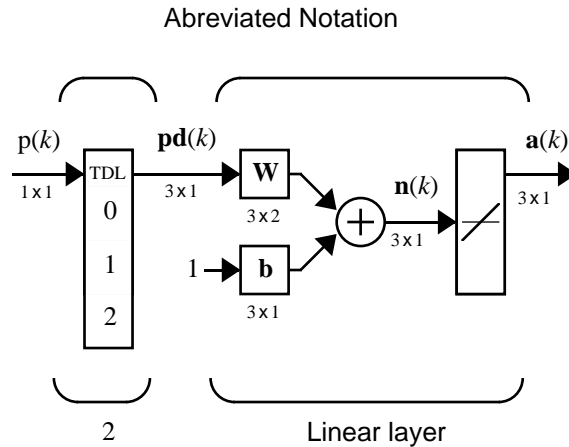 Abreviated Notation
p(k)
1 x 1
TDL
0
1
2
pd(k)
3 x 1
W
3 x 2
1
b
3 x 1
n(k)
3 x 1
a(k)
3 x 1
2
Linear layer